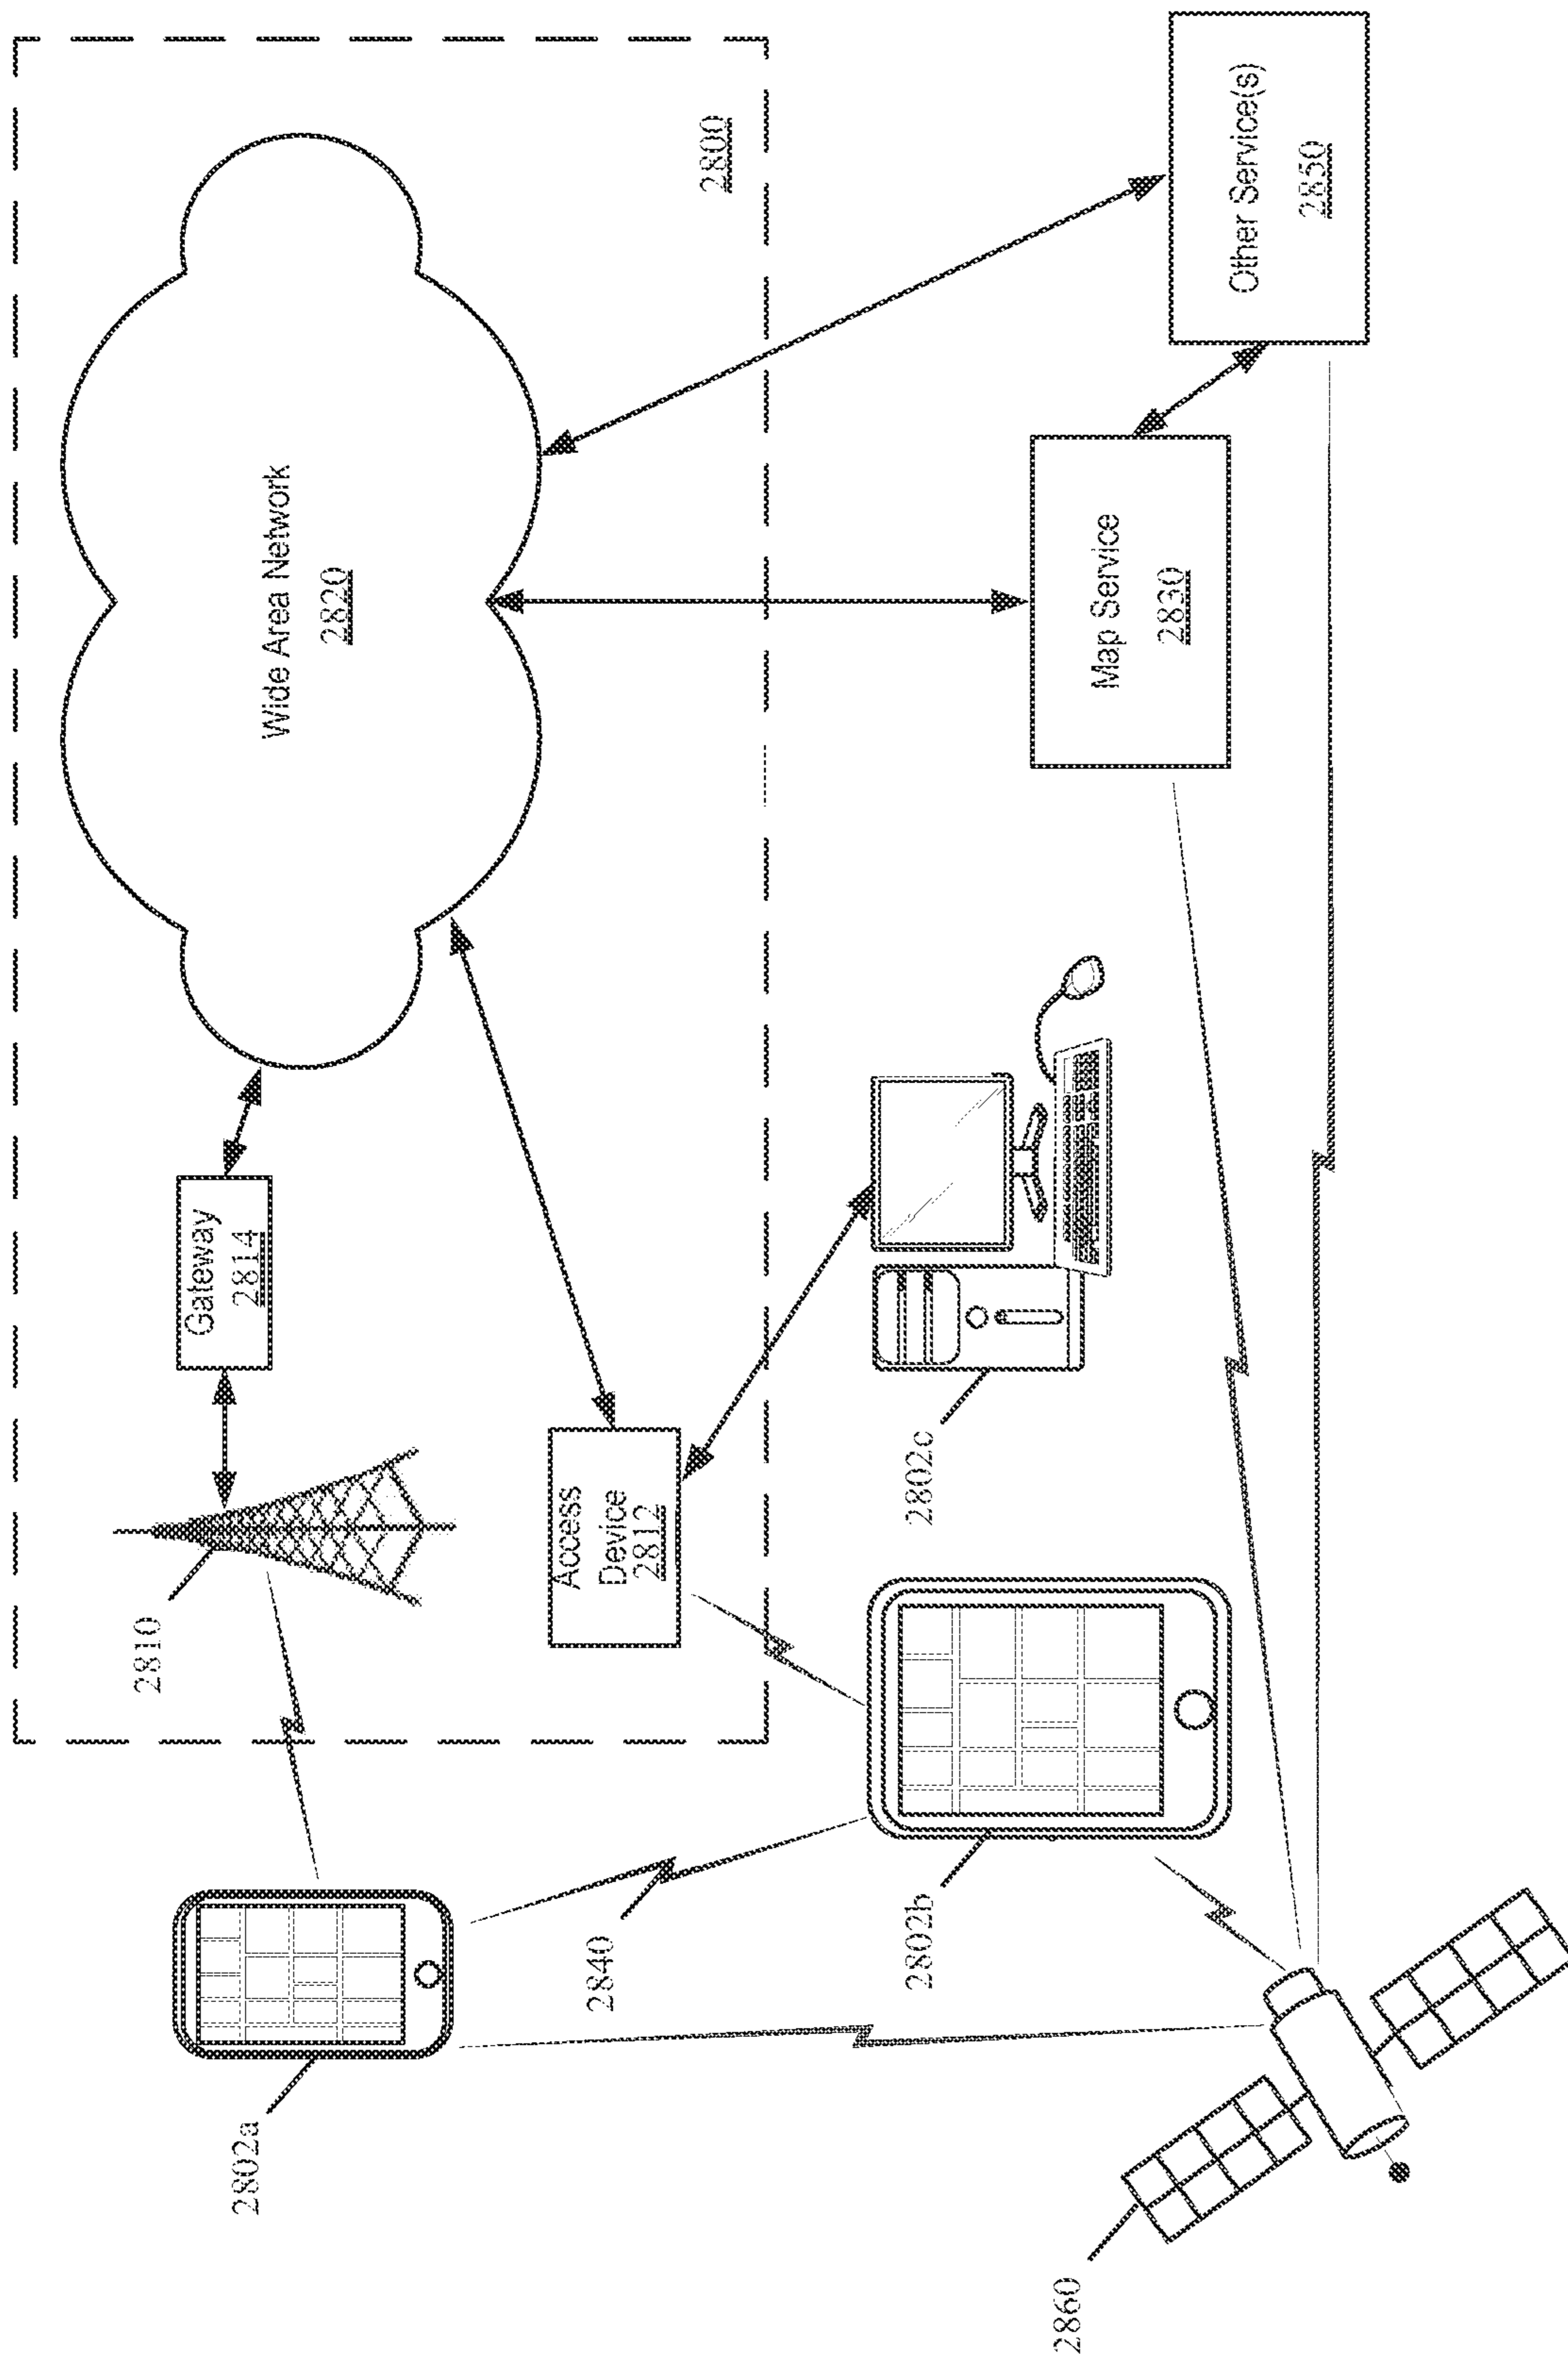 2802a
2810
Gateway
2814
Wide Area Network
2820
2800
2840
Access
Device
2812
2802b
2802c
Map Service
2830
Other Service(s)
2850
2860